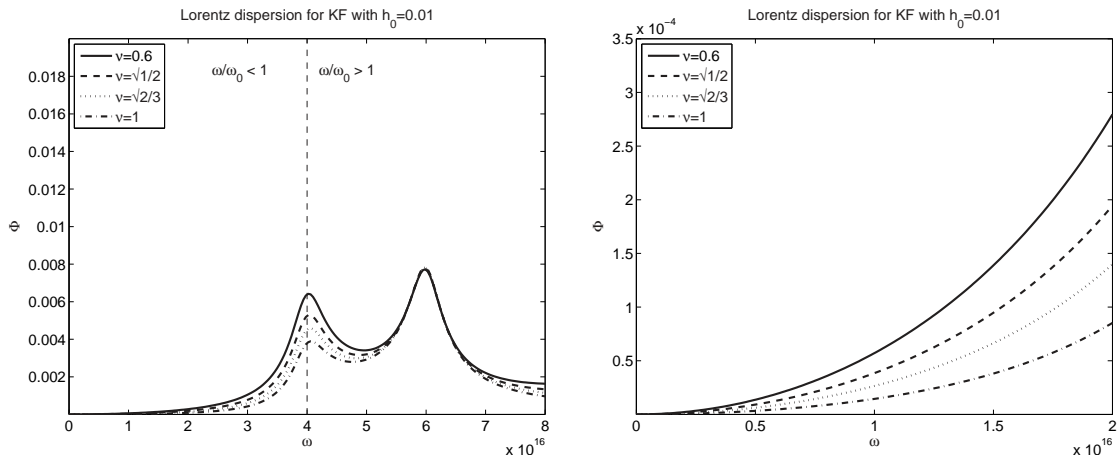 Lorentz dispersion for KF with h₀=0.01
ν=0.6
ν=√1/2
ν=√2/3
ν=1
ω/ω₀ < 1
ω/ω₀ > 1
0.018
0.016
0.014
0.012
0.01
0.008
0.006
0.004
0.002
Φ
0 1 2 3 4 5 6 7 8
ω
x 10¹⁶
Lorentz dispersion for KF with h₀=0.01
x 10⁻⁴
ν=0.6
ν=√1/2
ν=√2/3
ν=1
3.5
3
2.5
2
1.5
1
0.5
Φ
0 0.5 1 1.5 2
ω
x 10¹⁶